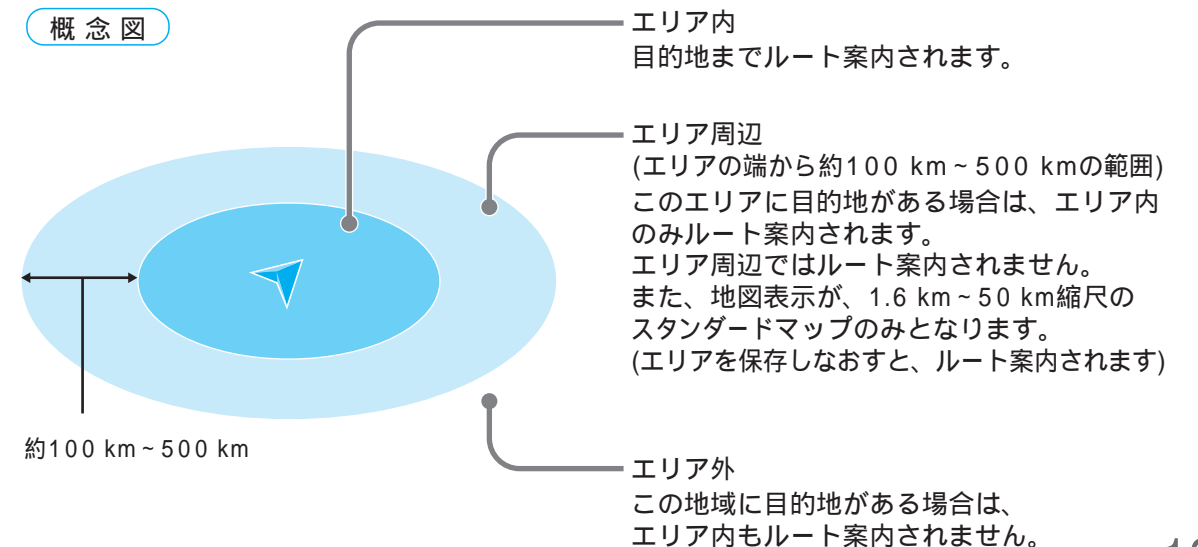 概念図
エリア内
目的地までルート案内されます。
エリア周辺
(エリアの端から約100 km~500 kmの範囲)
このエリアに目的地がある場合は、エリア内
のみルート案内されます。
エリア周辺ではルート案内されません。
また、地図表示が、1.6 km~50 km縮尺の
スタンダードマップのみとなります。
(エリアを保存しなおすと、ルート案内されます)
約100 km~500 km
エリア外
この地域に目的地がある場合は、
エリア内もルート案内されません。